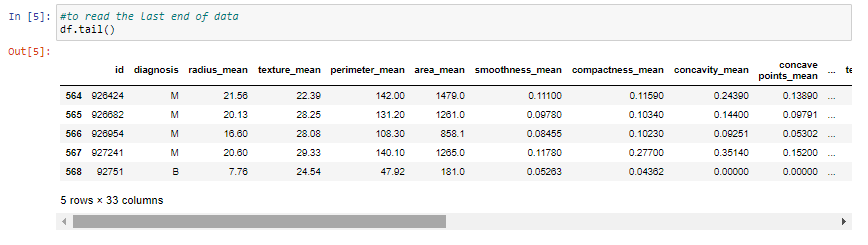 In [5]: #to read the last end of data
df.tail()
Out[5]:
id diagnosis radius_mean texture_mean perimeter_mean area_mean smoothness_mean compactness_mean concavity_mean concave points_mean ... te
564 926424 M 21.56 22.39 142.00 1479.0 0.11100 0.11590 0.24390 0.13890 ...
565 926682 M 20.13 28.25 131.20 1261.0 0.09780 0.10340 0.14400 0.09791 ...
566 926954 M 16.60 28.08 108.30 858.1 0.08455 0.10230 0.09251 0.05302 ...
567 927241 M 20.60 29.33 140.10 1265.0 0.11780 0.27700 0.35140 0.15200 ...
568 92751 B 7.76 24.54 47.92 181.0 0.05263 0.04362 0.00000 0.00000 ...
5 rows × 33 columns